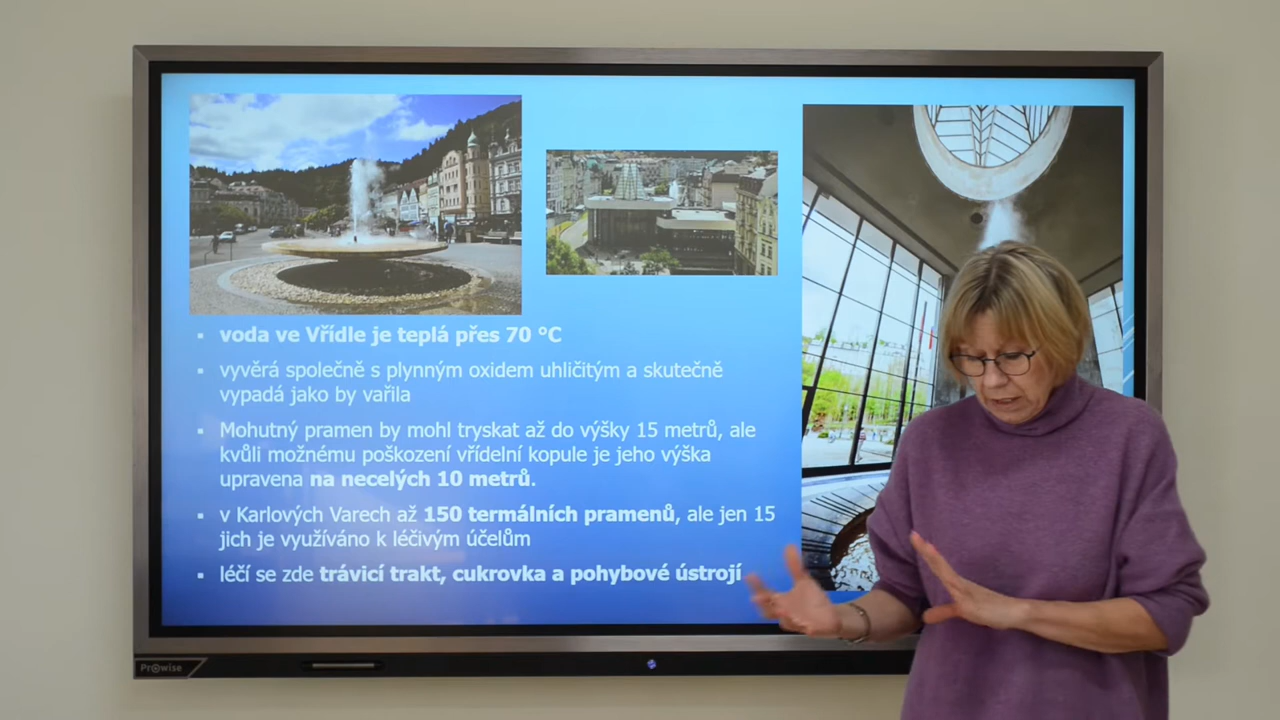 voda ve Vřídle je teplá přes 70 °C
vyvěrá společně s plynným oxidem uhličitým a skutečně
vypadá jako by vařila
Mohutný pramen by mohl tryskat až do výšky 15 metrů, ale
kvůli možnému poškození vřídelní kopule je jeho výška
upravena na necelých 10 metrů.
v Karlových Varech až 150 termálních pramenů, ale jen 15
jich je využíváno k léčivým účelům
léčí se zde trávicí trakt, cukrovka a pohybové ústrojí
Prowise